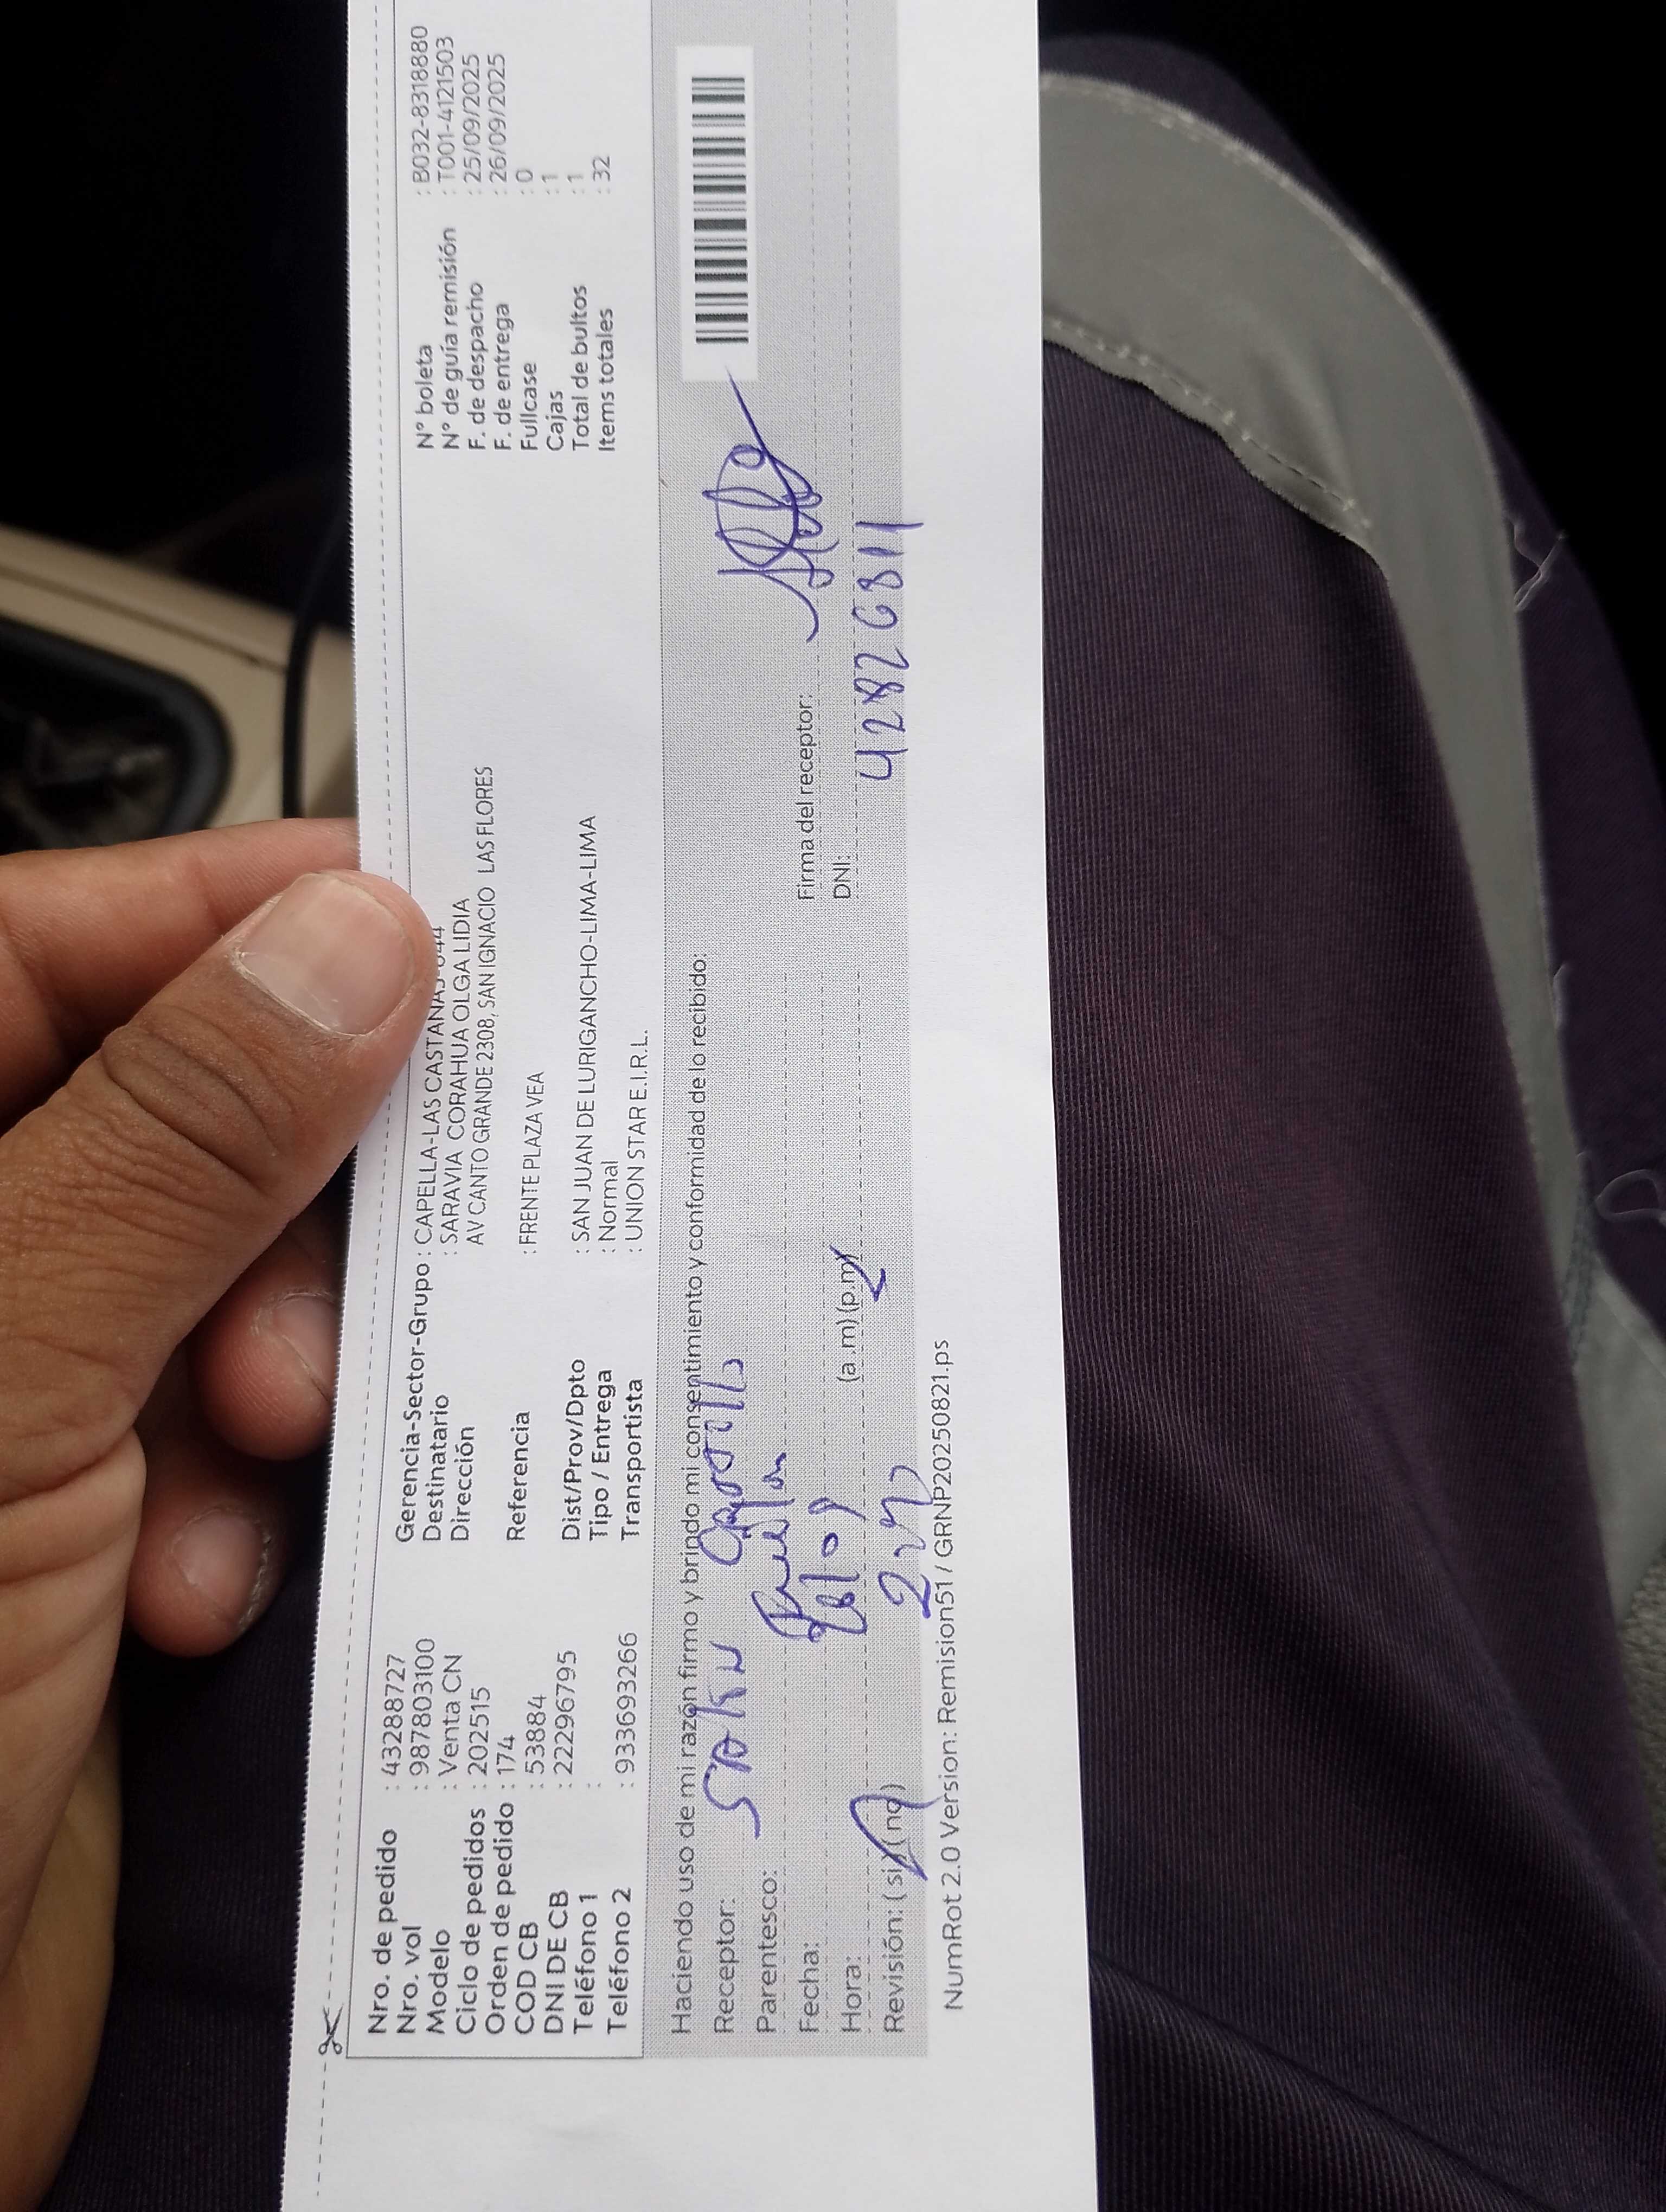 Nro. de pedido : 43288727
Nro. vol : 987803100
Modelo : Venta CN
Ciclo de pedidos : 202515
Orden de pedido : 174
COD CB : 53884
DNI DE CB : 22296795
Teléfono 1 :
Teléfono 2 : 933693266
Gerencia-Sector-Grupo : CAPELLA-LAS CASTAÑAS-
Destinatario : SARAVIA CORAHUA OLGA LIDIA
Dirección AV CANTO GRANDE 2308, SAN IGNACIO LAS FLORES
Referencia : FRENTE PLAZA VEA
Dist/Prov/Dpto : SAN JUAN DE LURIGANCHO-LIMA-LIMA
Tipo / Entrega : Normal
Transportista : UNION STAR E.I.R.L.
N° boleta : B032-8318880
N° de guía remisión : T001-4121503
F. de despacho : 25/09/2025
F. de entrega : 26/09/2025
Fullcase : 0
Cajas : 1
Total de bultos : 1
Items totales : 32
Haciendo uso de mi razón firmo y brindo mi consentimiento y conformidad de lo recibido:
Receptor:
Parentesco:
Fecha:
Hora: (a.m) (p.m)
Revisión: ( si ) ( no )
Firma del receptor:
DNI: 42826811
NumRot 2.0 Version: Remision51 / GRNP20250821.ps